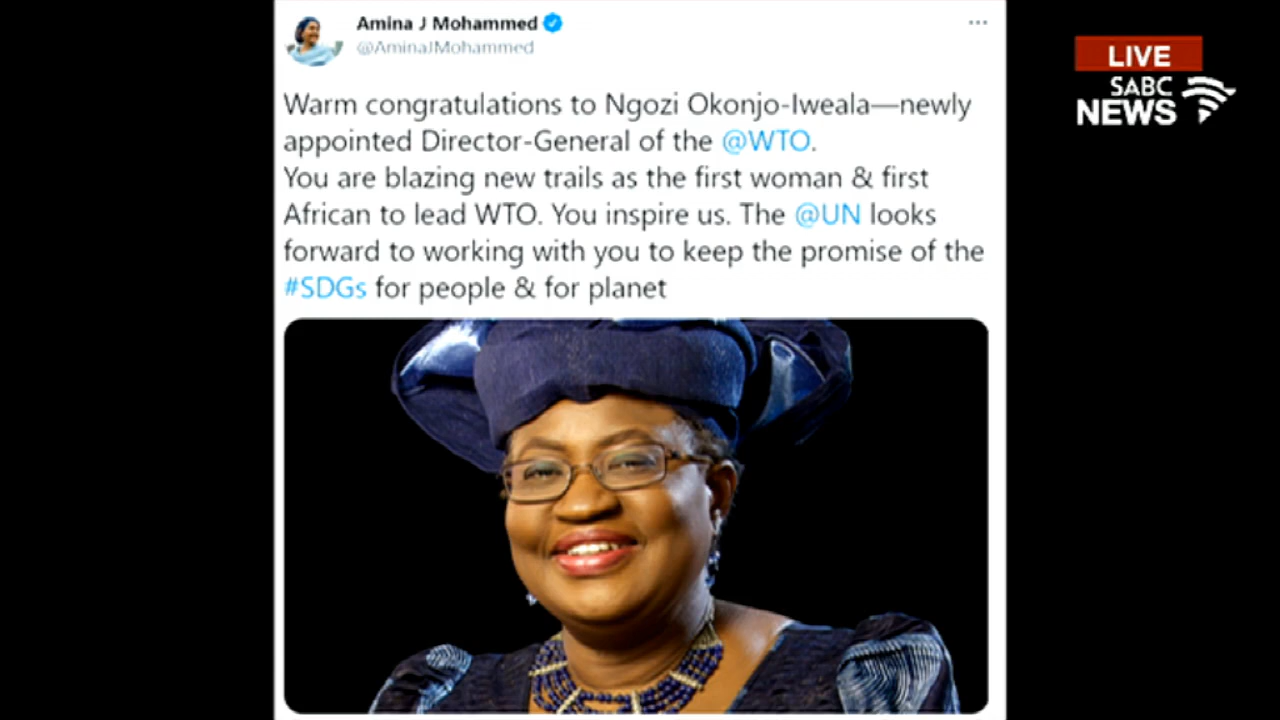 Amina J Mohammed
@AminaJMohammed
Warm congratulations to Ngozi Okonjo-Iweala—newly
appointed Director-General of the @WTO.
You are blazing new trails as the first woman & first
African to lead WTO. You inspire us. The @UN looks
forward to working with you to keep the promise of the
#SDGs for people & for planet
LIVE
SABC
NEWS